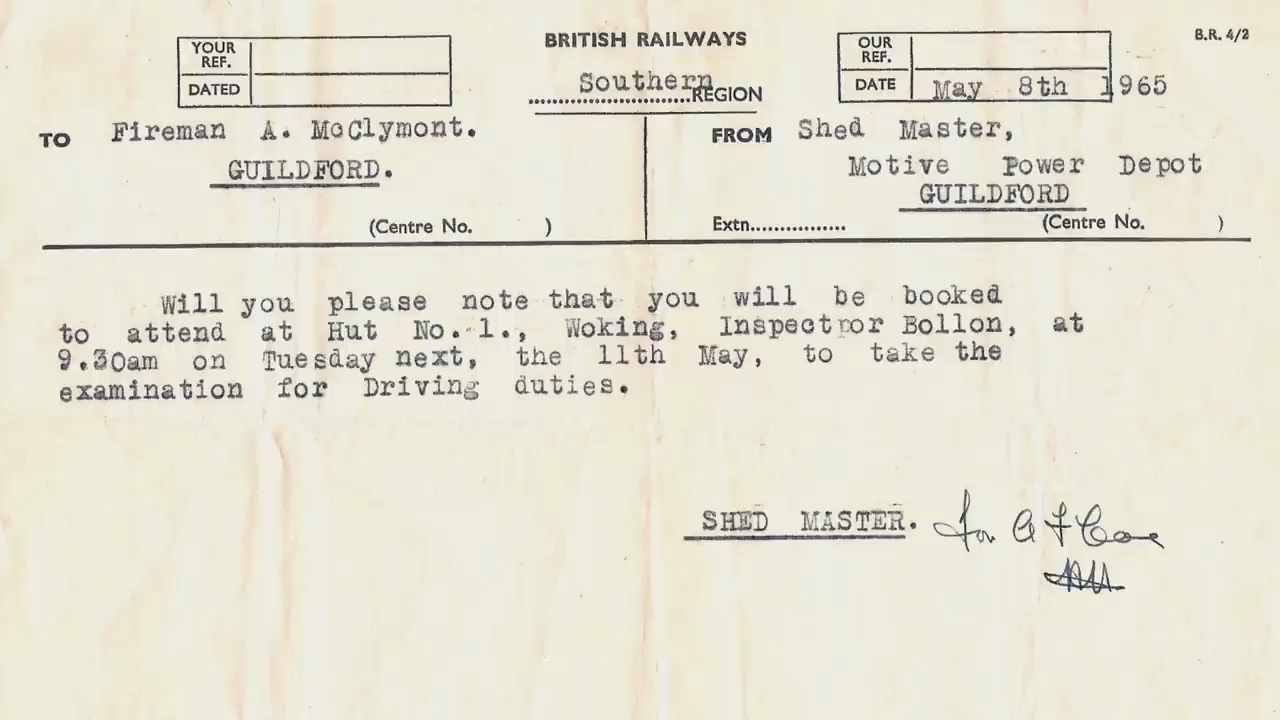 YOUR REF.
DATED
BRITISH RAILWAYS
Southern REGION
OUR REF.
DATE May 8th 1965
B.R. 4/2
TO Fireman A. McClymont.
GUILDFORD.
(Centre No. )
FROM Shed Master,
Motive Power Depot
GUILDFORD
Extn............... (Centre No. )
Will you please note that you will be booked
to attend at Hut No. 1., Woking, Inspectror Bollon, at
9.30am on Tuesday next, the 11th May, to take the
examination for Driving duties.
SHED MASTER. for